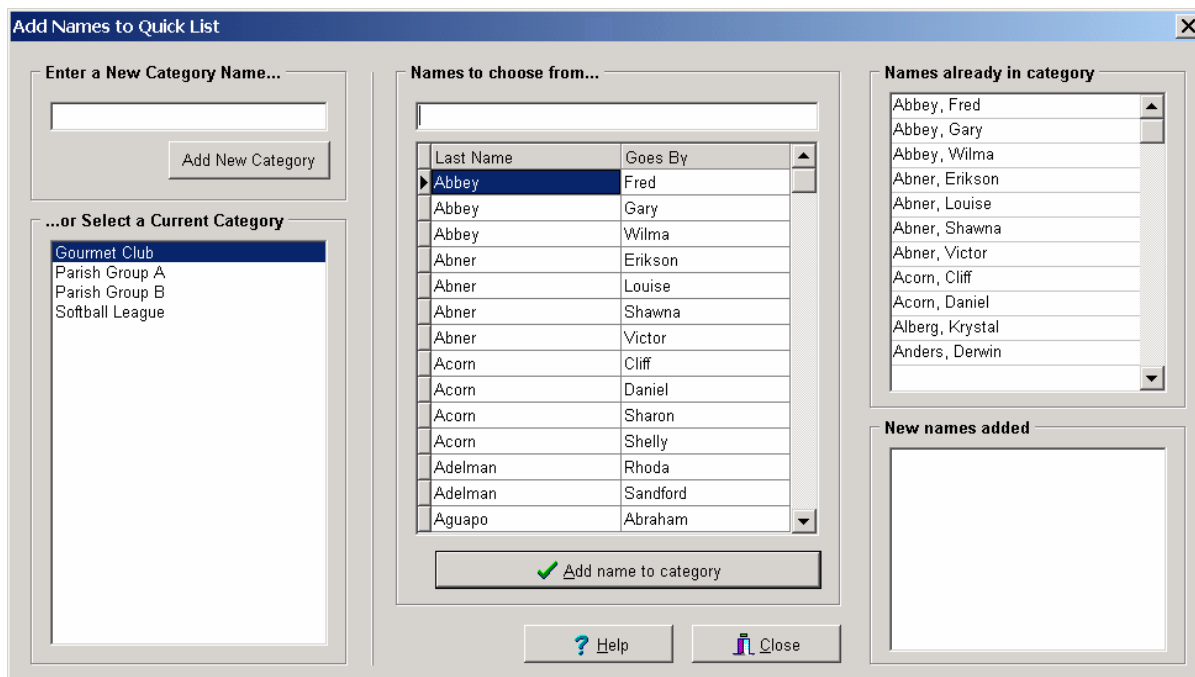 Add Names to Quick List
Enter a New Category Name...
Add New Category
...or Select a Current Category
Gourmet Club
Parish Group A
Parish Group B
Softball League
Names to choose from...
Last Name Goes By
Abbey Fred
Abbey Gary
Abbey Wilma
Abner Erikson
Abner Louise
Abner Shawna
Abner Victor
Acorn Cliff
Acorn Daniel
Acorn Sharon
Acorn Shelly
Adelman Rhoda
Adelman Sandford
Aguapo Abraham
Add name to category
Help
Close
Names already in category
Abbey, Fred
Abbey, Gary
Abbey, Wilma
Abner, Erikson
Abner, Louise
Abner, Shawna
Abner, Victor
Acorn, Cliff
Acorn, Daniel
Alberg, Krystal
Anders, Derwin
New names added